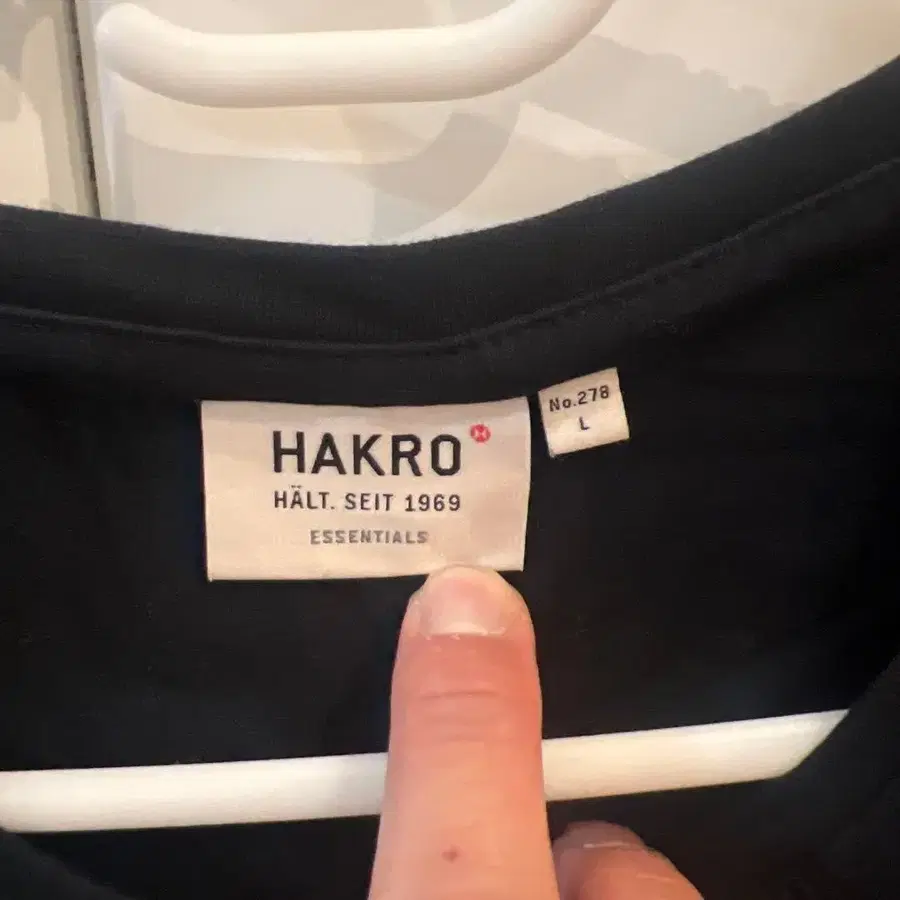 HAKRO
HÄLT. SEIT 1969
ESSENTIALS
No.278
L